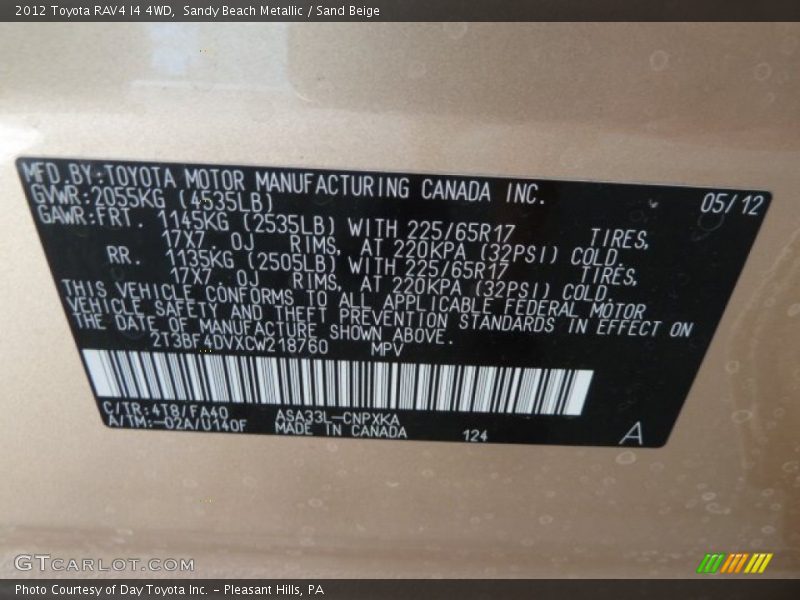 2012 Toyota RAV4 I4 4WD, Sandy Beach Metallic / Sand Beige
MFD.BY:TOYOTA MOTOR MANUFACTURING CANADA INC. 05/12
GVWR:2055KG (4535LB)
GAWR:FRT. 1145KG (2535LB) WITH 225/65R17 TIRES,
17X7.0J RIMS, AT 220KPA (32PSI) COLD.
RR. 1135KG (2505LB) WITH 225/65R17 TIRES,
17X7.0J RIMS, AT 220KPA (32PSI) COLD.
THIS VEHICLE CONFORMS TO ALL APPLICABLE FEDERAL MOTOR
VEHICLE SAFETY AND THEFT PREVENTION STANDARDS IN EFFECT ON
THE DATE OF MANUFACTURE SHOWN ABOVE.
2T3BF4DVXCW218760 MPV
C/TR:4T8/FA40 ASA33L-CNPXKA
A/TM:-02A/U140F MADE IN CANADA 124 A
GTCARLOT.COM
Photo Courtesy of Day Toyota Inc. - Pleasant Hills, PA